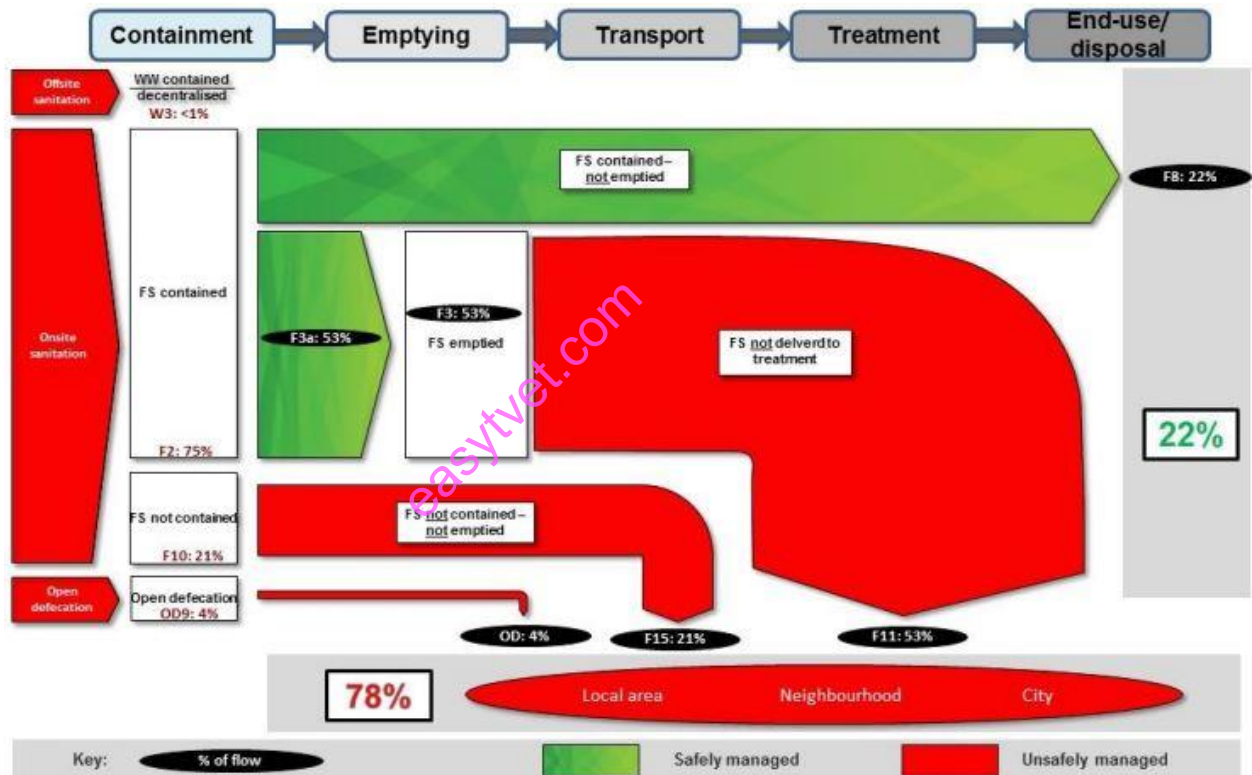 Containment
Emptying
Transport
Treatment
End-use/
disposal
Offsite
sanitation
WW contained
decentralised
W3: <1%
FS contained–
not emptied
F8: 22%
Onsite
sanitation
FS contained
F2: 75%
F3a: 53%
F3: 53%
FS emptied
FS not delverd to
treatment
22%
FS not contained
F10: 21%
FS not contained–
not emptied
Open
defecation
Open defecation
OD9: 4%
OD: 4%
F15: 21%
F11: 53%
78%
Local area
Neighbourhood
City
Key:
% of flow
Safely managed
Unsafely managed
easytvet.com